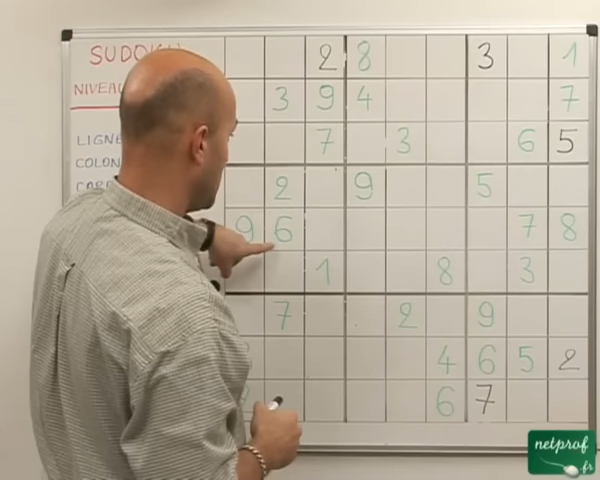 SUDOKU
NIVEAU
LIGNE
COLON
2 8 3 1
3 9 4 7
7 3 6 5
2 9 5
9 6 7 8
1 8 3
7 2 9
4 6 5 2
6 7
netprof
.fr